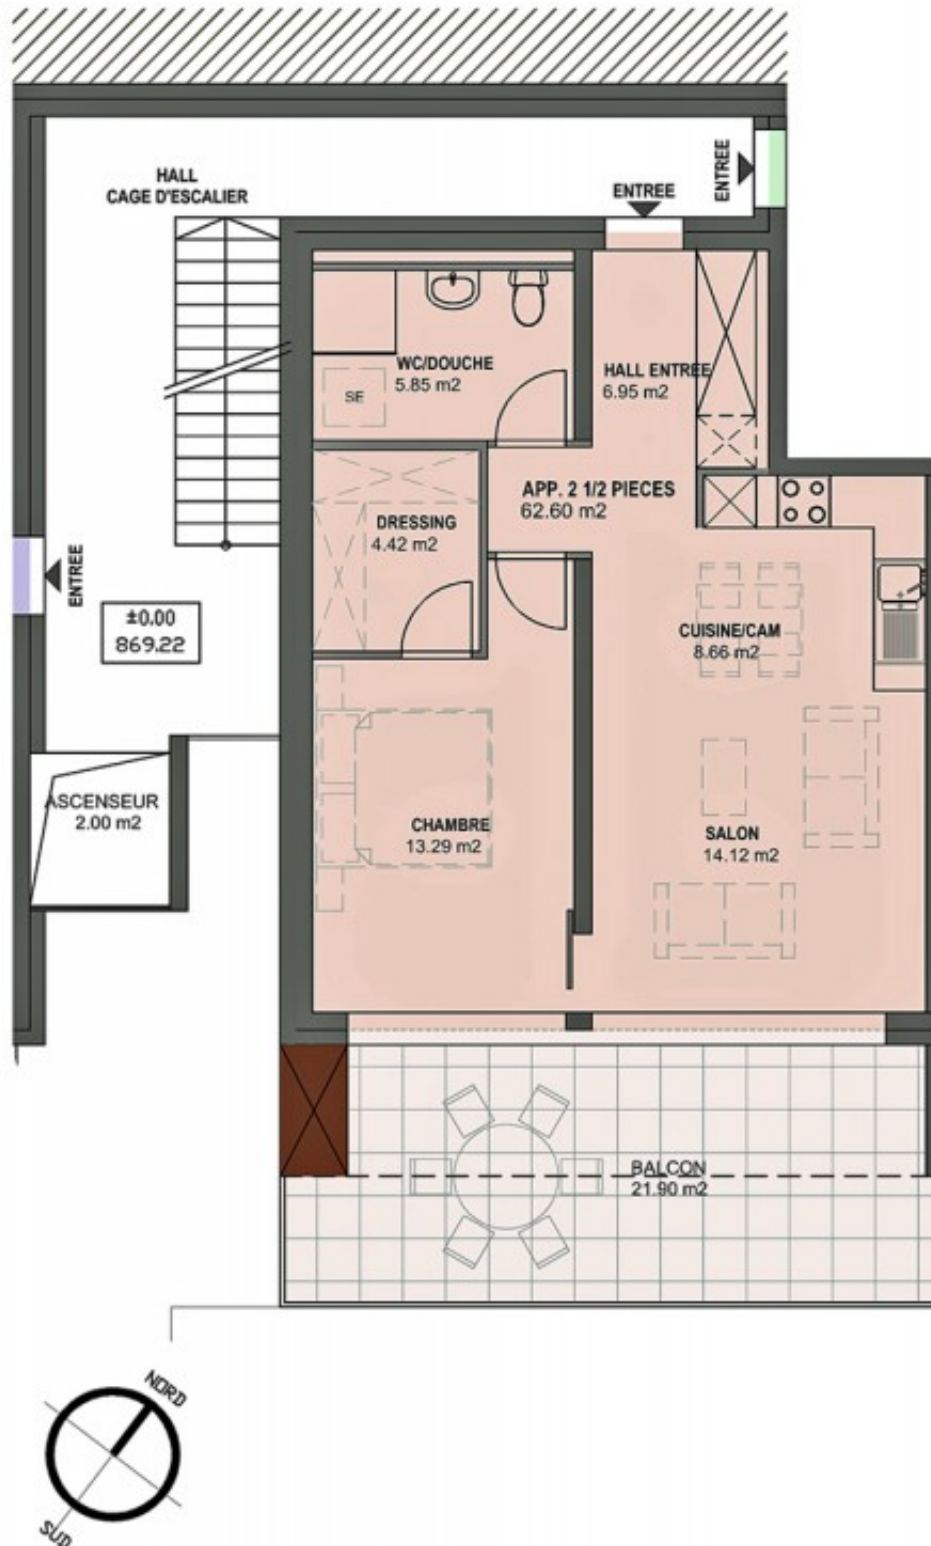 HALL
CAGE D'ESCALIER
ENTREE
ENTREE
WC/DOUCHE
5.85 m2
SE
HALL ENTREE
6.95 m2
APP. 2 1/2 PIECES
62.60 m2
DRESSING
4.42 m2
ENTREE
±0.00
869.22
CUISINE/CAM
8.66 m2
ASCENSEUR
2.00 m2
CHAMBRE
13.29 m2
SALON
14.12 m2
BALCON
21.90 m2
NORD
SUD